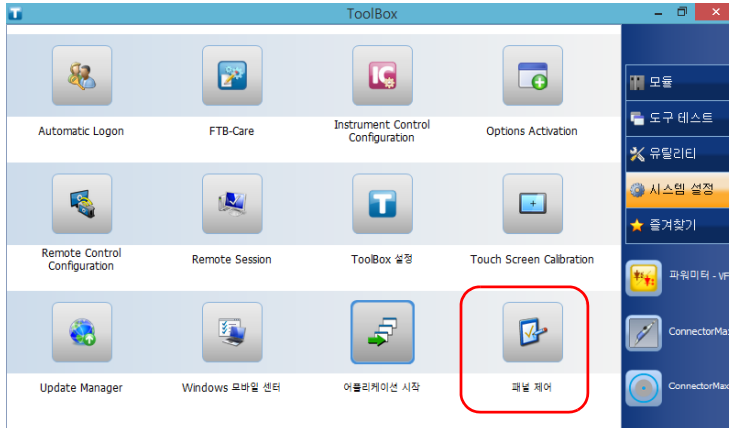 ToolBox
Automatic Logon
FTB-Care
Instrument Control
Configuration
Options Activation
Remote Control
Configuration
Remote Session
ToolBox 설정
Touch Screen Calibration
Update Manager
Windows 모바일 센터
어플리케이션 시작
패널 제어
모듈
도구 테스트
유틸리티
시스템 설정
즐겨찾기
파워미터 - VF
ConnectorMa
ConnectorMax